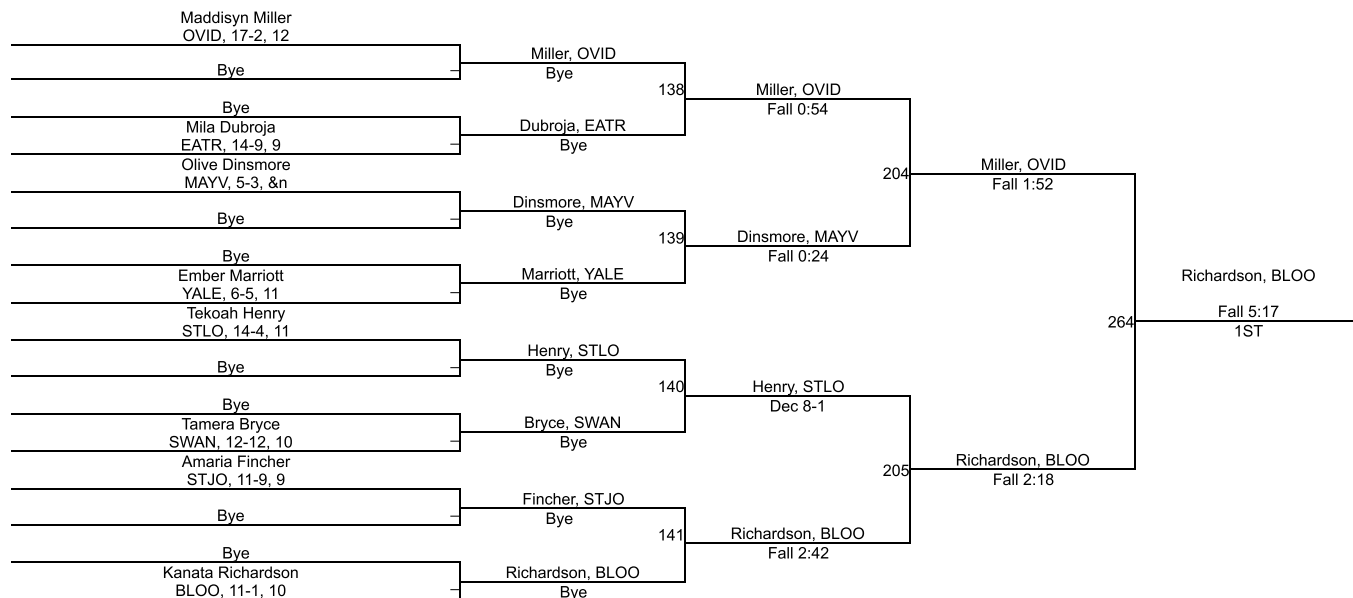 Maddisyn Miller
OVID, 17-2, 12
Bye
Bye
Mila Dubroja
EATR, 14-9, 9
Olive Dinsmore
MAYV, 5-3, &n
Bye
Bye
Ember Marriott
YALE, 6-5, 11
Tekoah Henry
STLO, 14-4, 11
Bye
Bye
Tamera Bryce
SWAN, 12-12, 10
Amaria Fincher
STJO, 11-9, 9
Bye
Bye
Kanata Richardson
BLOO, 11-1, 10
Miller, OVID
Bye
138
Dubroja, EATR
Bye
Dinsmore, MAYV
Bye
139
Marriott, YALE
Bye
Henry, STLO
Bye
140
Bryce, SWAN
Bye
Fincher, STJO
Bye
141
Richardson, BLOO
Bye
Miller, OVID
Fall 0:54
204
Dinsmore, MAYV
Fall 0:24
Henry, STLO
Dec 8-1
205
Richardson, BLOO
Fall 2:42
Miller, OVID
Fall 1:52
264
Richardson, BLOO
Fall 2:18
Richardson, BLOO
Fall 5:17
1ST